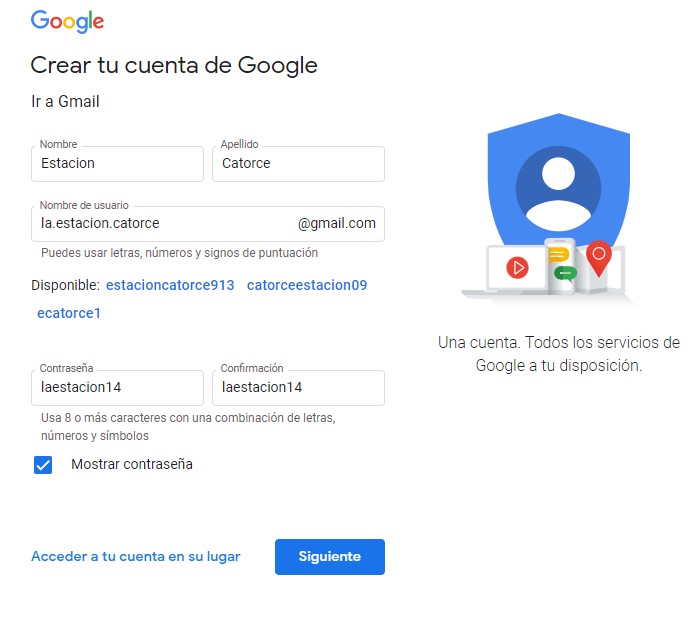 Google
Crear tu cuenta de Google
Ir a Gmail
Nombre
Estacion
Apellido
Catorce
Nombre de usuario
la.estacion.catorce @gmail.com
Puedes usar letras, números y signos de puntuación
Disponible: estacioncatorce913 catorceestacion09
ecatorce1
Contraseña
laestacion14
Confirmación
laestacion14
Usa 8 o más caracteres con una combinación de letras,
números y símbolos
Mostrar contraseña
Acceder a tu cuenta en su lugar
Siguiente
Una cuenta. Todos los servicios de
Google a tu disposición.